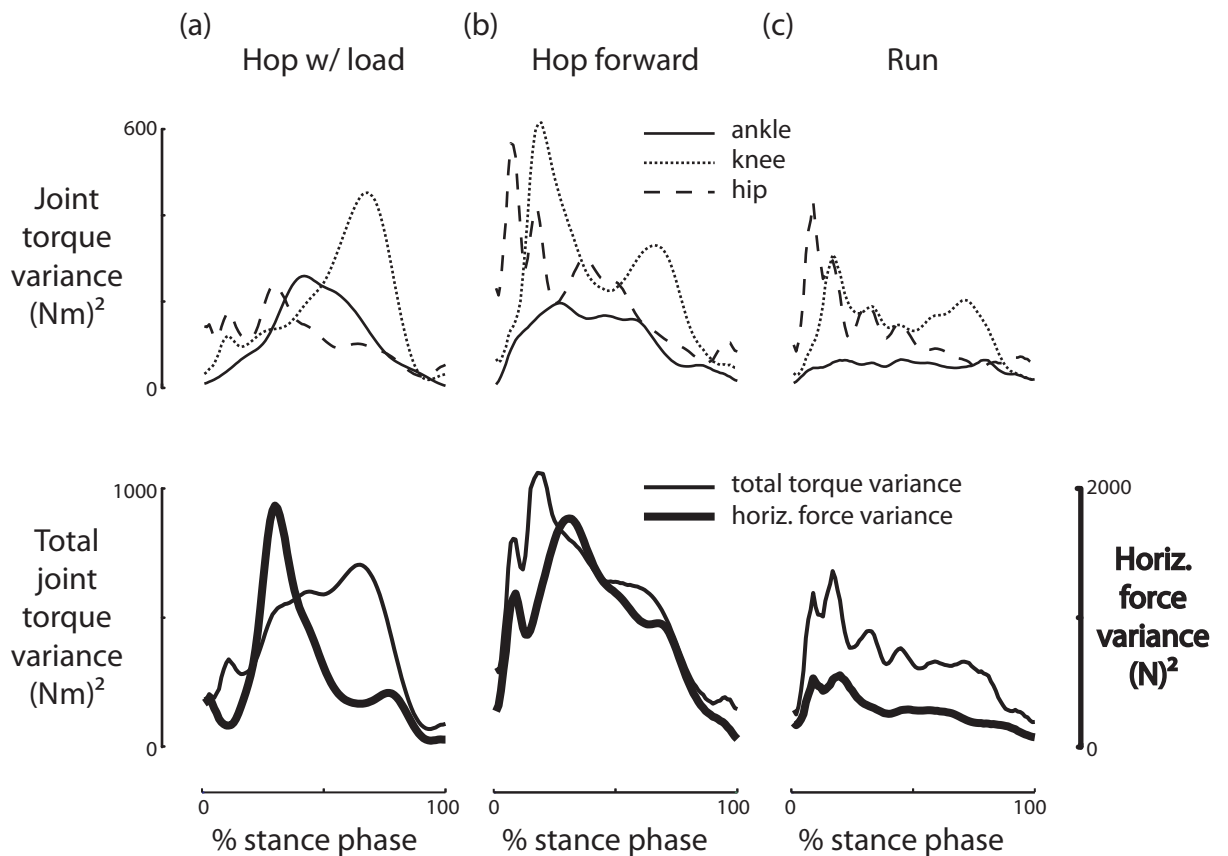 (a)
(b)
(c)
Hop w/ load
Hop forward
Run
600
0
Joint
torque
variance
(Nm)²
ankle
knee
hip
1000
0
Total
joint
torque
variance
(Nm)²
total torque variance
horiz. force variance
2000
0
Horiz.
force
variance
(N)²
0
100
0
100
0
100
% stance phase
% stance phase
% stance phase